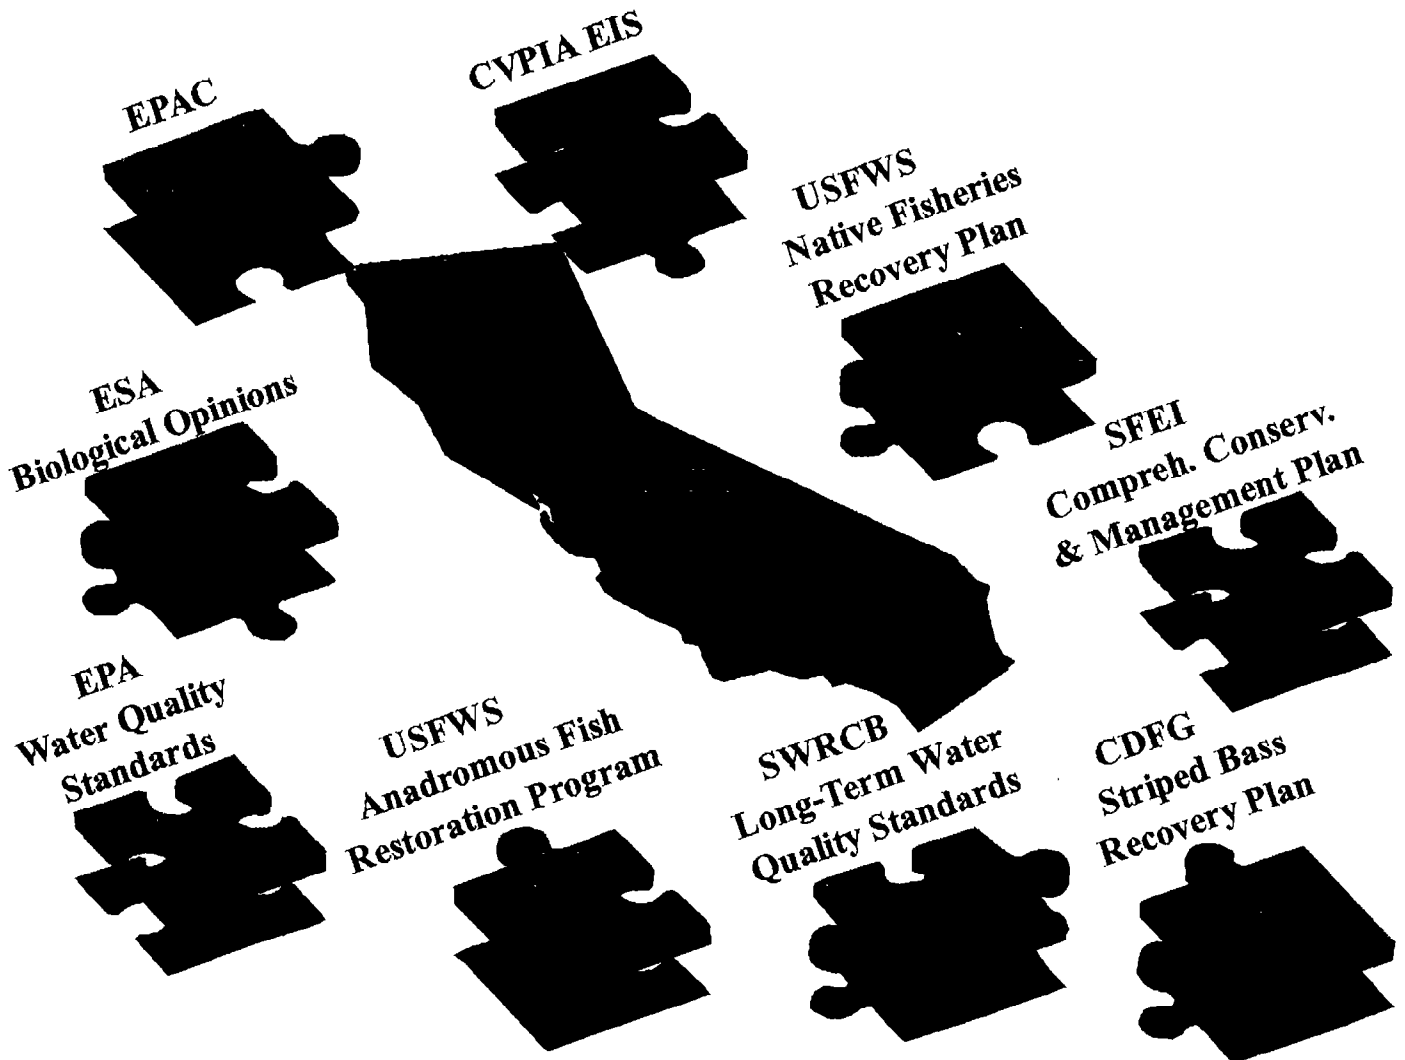 EPAC
CVPIA EIS
USFWS
Native Fisheries
Recovery Plan
ESA
Biological Opinions
SFEI
Compreh. Conserv.
& Management Plan
EPA
Water Quality
Standards
USFWS
Anadromous Fish
Restoration Program
SWRCB
Long-Term Water
Quality Standards
CDFG
Striped Bass
Recovery Plan